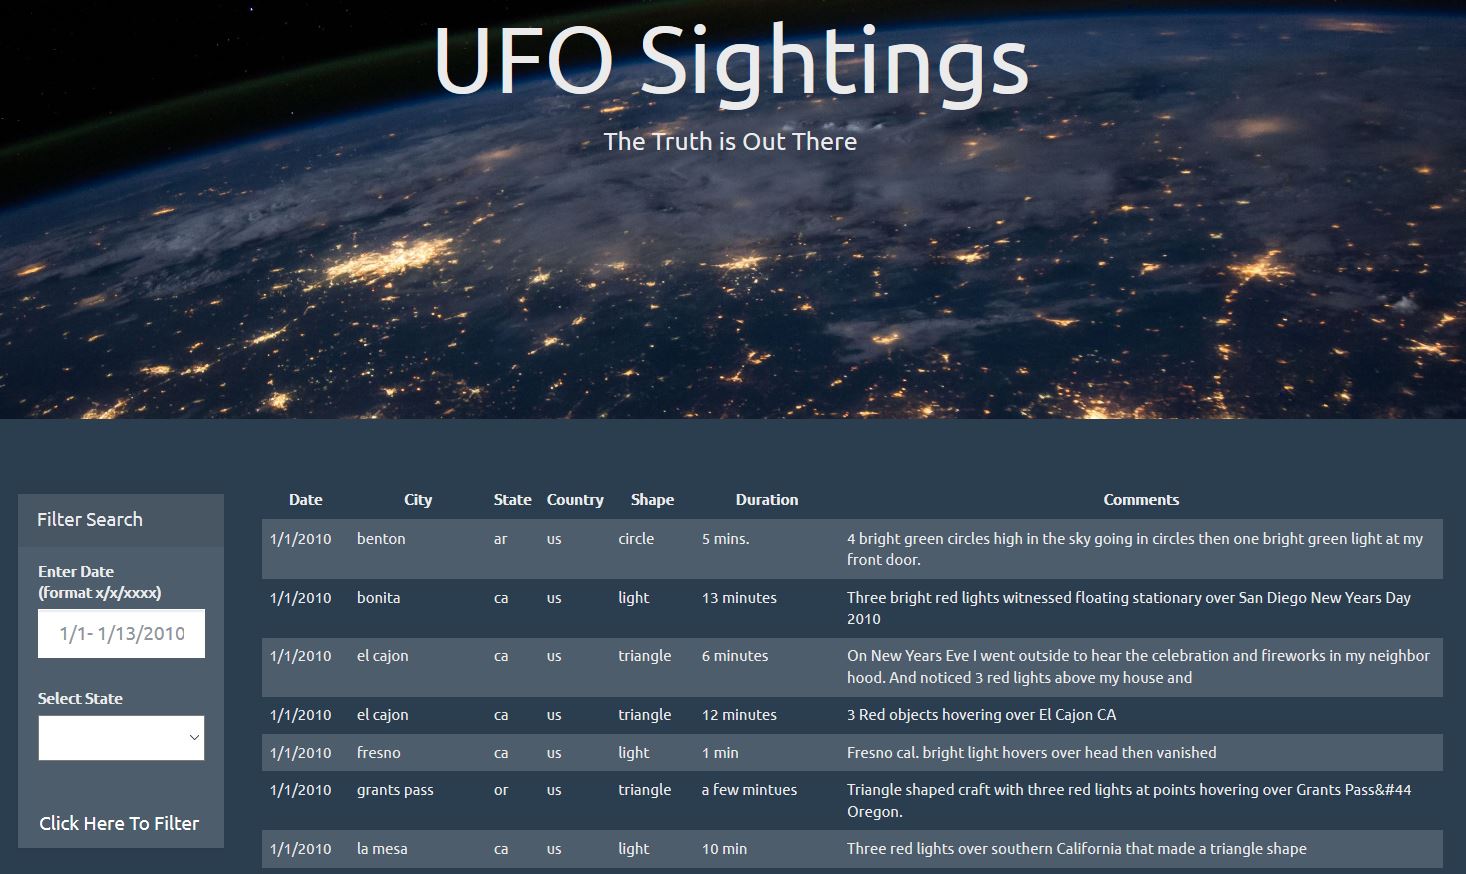 UFO Sightings
The Truth is Out There
Filter Search
Enter Date
(format x/x/xxxx)
1/1- 1/13/2010
Select State
Click Here To Filter
Date City State Country Shape Duration Comments
1/1/2010 benton ar us circle 5 mins. 4 bright green circles high in the sky going in circles then one bright green light at my
front door.
1/1/2010 bonita ca us light 13 minutes Three bright red lights witnessed floating stationary over San Diego New Years Day
2010
1/1/2010 el cajon ca us triangle 6 minutes On New Years Eve I went outside to hear the celebration and fireworks in my neighbor
hood. And noticed 3 red lights above my house and
1/1/2010 el cajon ca us triangle 12 minutes 3 Red objects hovering over El Cajon CA
1/1/2010 fresno ca us light 1 min Fresno cal. bright light hovers over head then vanished
1/1/2010 grants pass or us triangle a few mintues Triangle shaped craft with three red lights at points hovering over Grants Pass&#44
Oregon.
1/1/2010 la mesa ca us light 10 min Three red lights over southern California that made a triangle shape